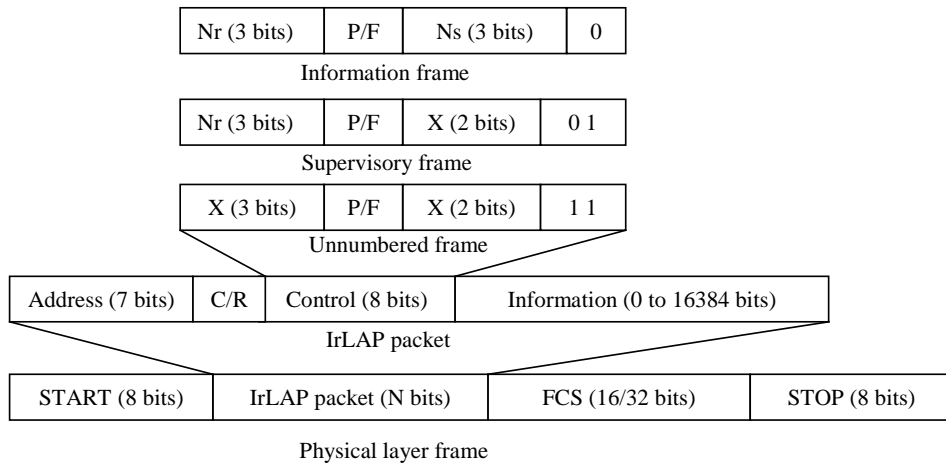 Nr (3 bits) P/F Ns (3 bits) 0
Information frame
Nr (3 bits) P/F X (2 bits) 0 1
Supervisory frame
X (3 bits) P/F X (2 bits) 1 1
Unnumbered frame
Address (7 bits) C/R Control (8 bits) Information (0 to 16384 bits)
IrLAP packet
START (8 bits) IrLAP packet (N bits) FCS (16/32 bits) STOP (8 bits)
Physical layer frame